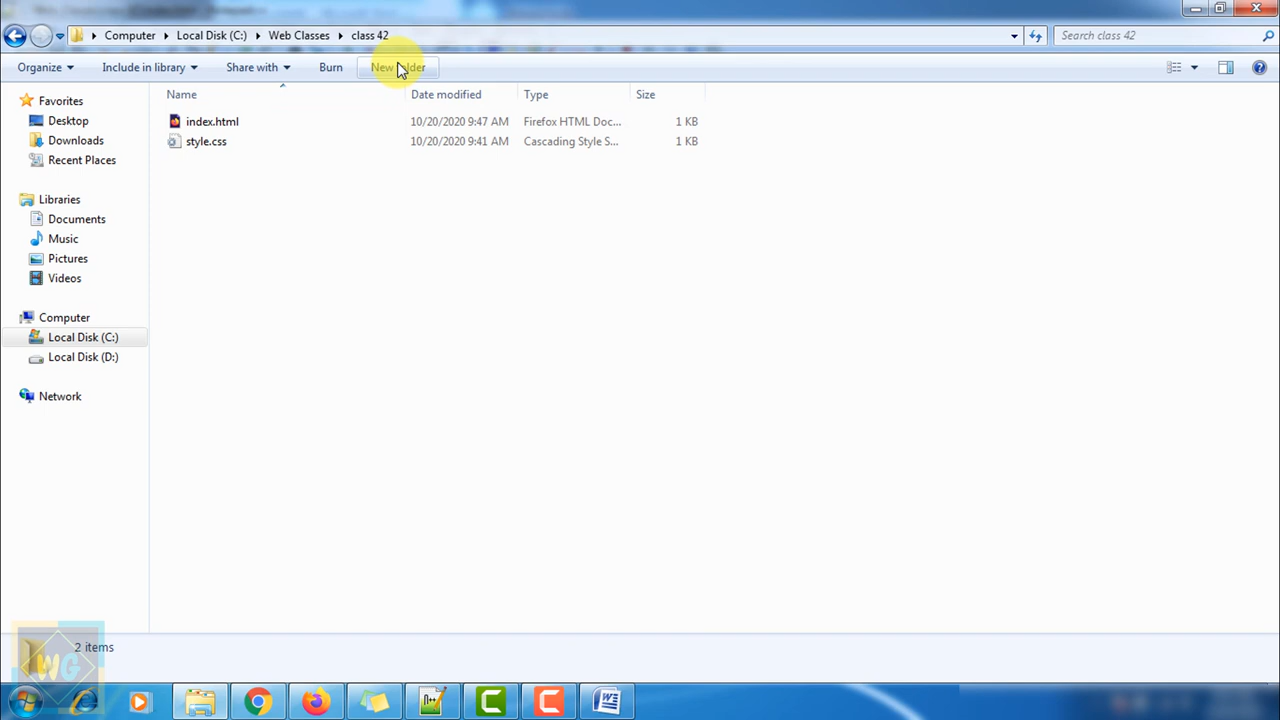 Computer Local Disk (C:) Web Classes class 42 Search class 42
Organize Include in library Share with Burn New folder
Name Date modified Type Size
index.html 10/20/2020 9:47 AM Firefox HTML Doc... 1 KB
style.css 10/20/2020 9:41 AM Cascading Style S... 1 KB
Favorites
Desktop
Downloads
Recent Places
Libraries
Documents
Music
Pictures
Videos
Computer
Local Disk (C:)
Local Disk (D:)
Network
2 items
WG